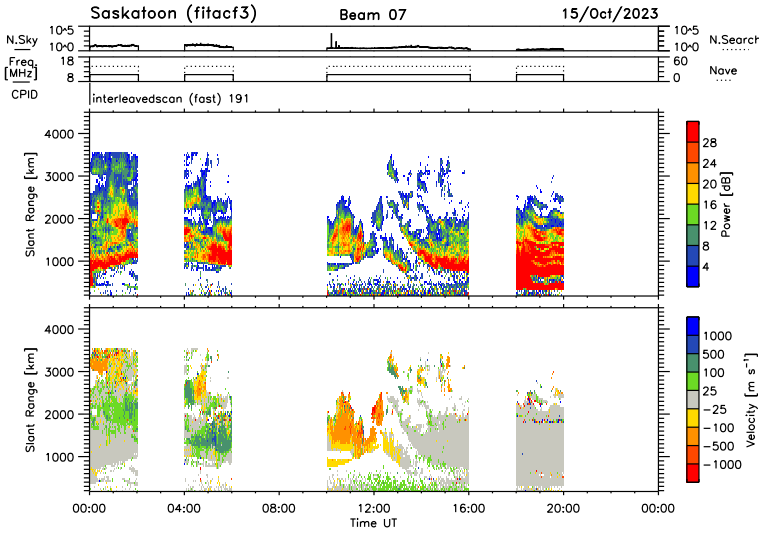 Saskatoon (fitacf3) Beam 07 15/Oct/2023
N.Sky 10^5 10^0 10^5 10^0 N.Search
Freq. [MHz] 18 8 60 0 Nave
CPID interleavedscan (fast) 191
Slant Range [km] 4000 3000 2000 1000
28 24 20 16 12 8 4 Power [dB]
Slant Range [km] 4000 3000 2000 1000
1000 500 100 25 -25 -100 -500 -1000 Velocity [m s^-1]
00:00 04:00 08:00 12:00 16:00 20:00 00:00
Time UT